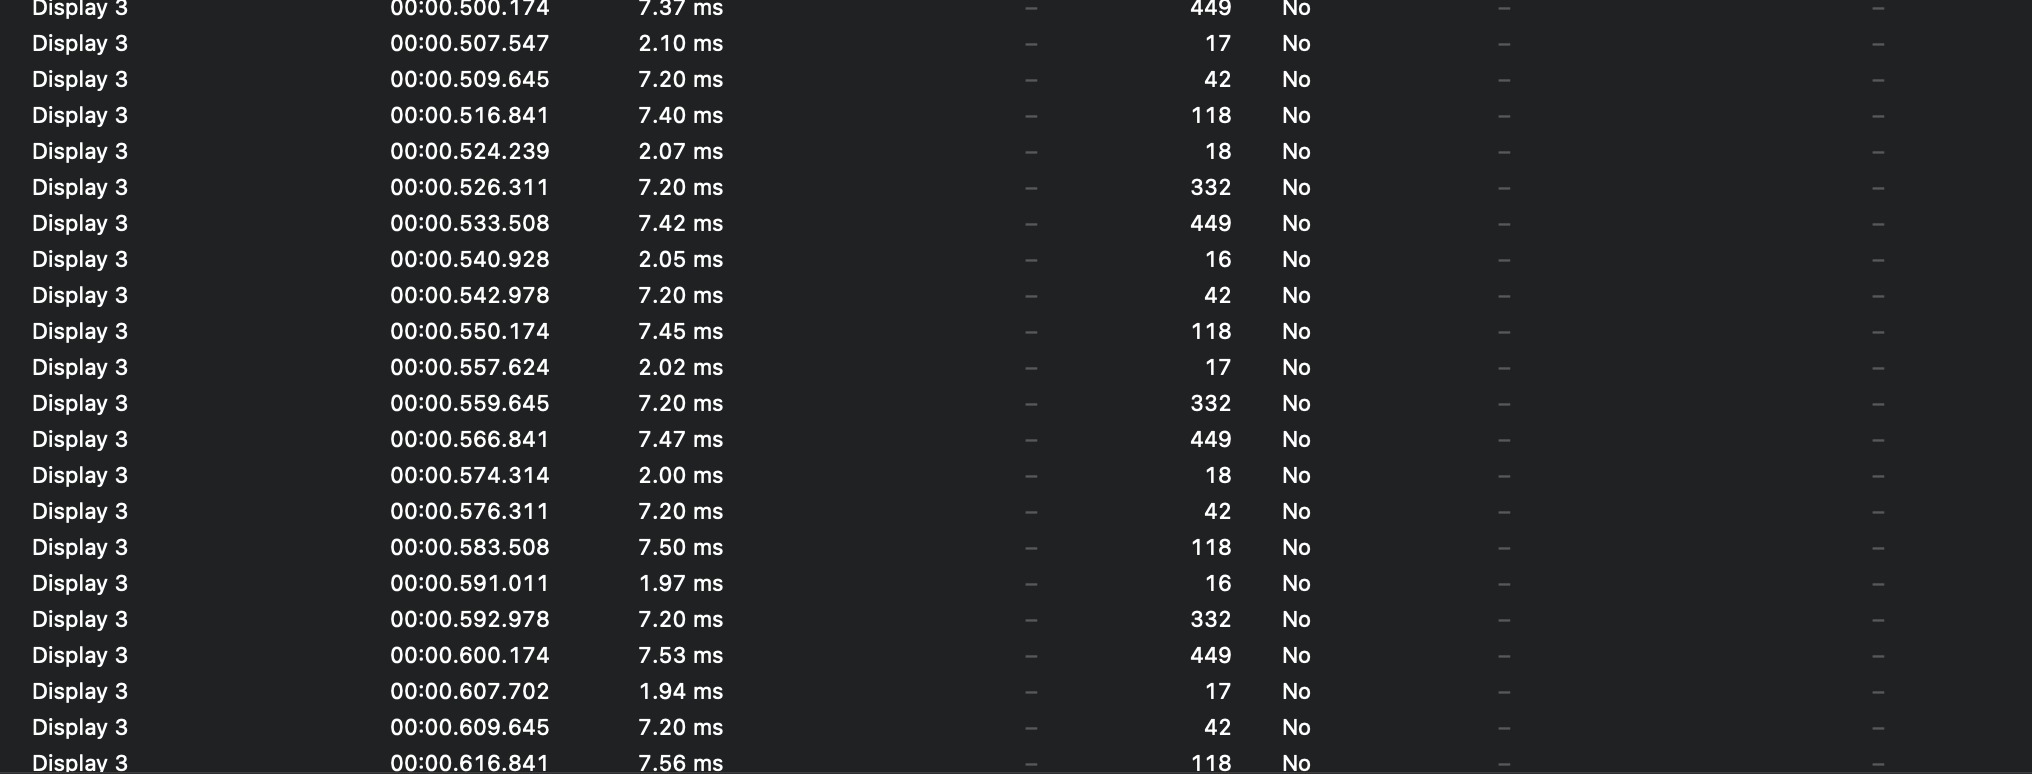 Display 3 00:00.500.174 7.37 ms – 449 No – –
Display 3 00:00.507.547 2.10 ms – 17 No – –
Display 3 00:00.509.645 7.20 ms – 42 No – –
Display 3 00:00.516.841 7.40 ms – 118 No – –
Display 3 00:00.524.239 2.07 ms – 18 No – –
Display 3 00:00.526.311 7.20 ms – 332 No – –
Display 3 00:00.533.508 7.42 ms – 449 No – –
Display 3 00:00.540.928 2.05 ms – 16 No – –
Display 3 00:00.542.978 7.20 ms – 42 No – –
Display 3 00:00.550.174 7.45 ms – 118 No – –
Display 3 00:00.557.624 2.02 ms – 17 No – –
Display 3 00:00.559.645 7.20 ms – 332 No – –
Display 3 00:00.566.841 7.47 ms – 449 No – –
Display 3 00:00.574.314 2.00 ms – 18 No – –
Display 3 00:00.576.311 7.20 ms – 42 No – –
Display 3 00:00.583.508 7.50 ms – 118 No – –
Display 3 00:00.591.011 1.97 ms – 16 No – –
Display 3 00:00.592.978 7.20 ms – 332 No – –
Display 3 00:00.600.174 7.53 ms – 449 No – –
Display 3 00:00.607.702 1.94 ms – 17 No – –
Display 3 00:00.609.645 7.20 ms – 42 No – –
Display 3 00:00.616.841 7.56 ms – 118 No – –